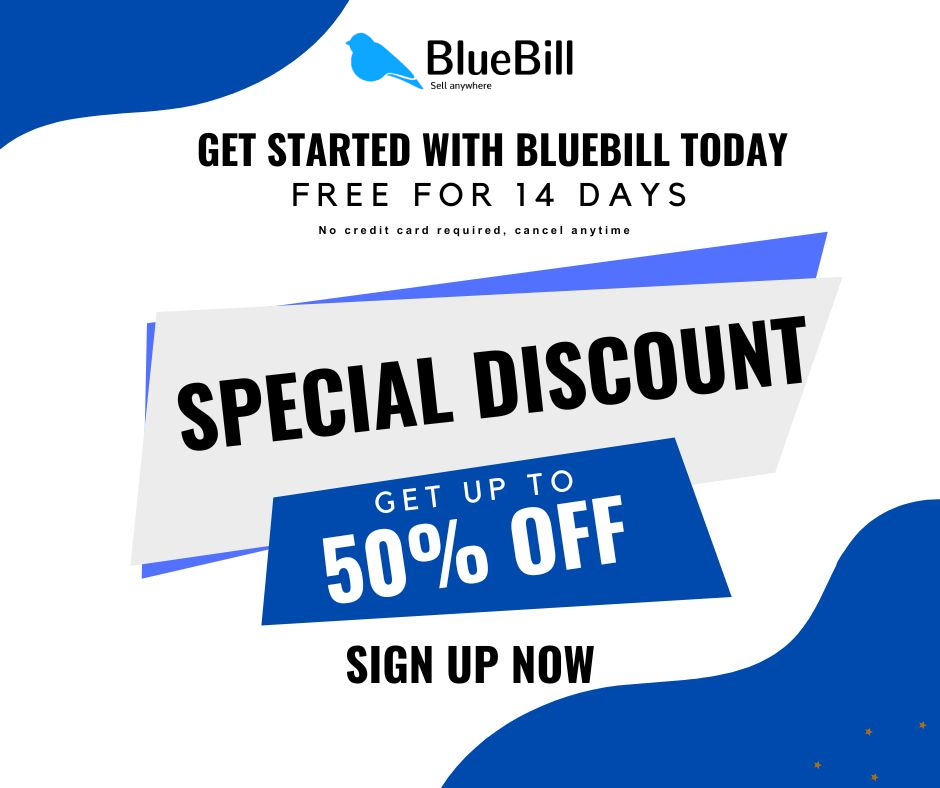 BlueBill
Sell anywhere
GET STARTED WITH BLUEBILL TODAY
FREE FOR 14 DAYS
No credit card required, cancel anytime
SPECIAL DISCOUNT
GET UP TO
50% OFF
SIGN UP NOW